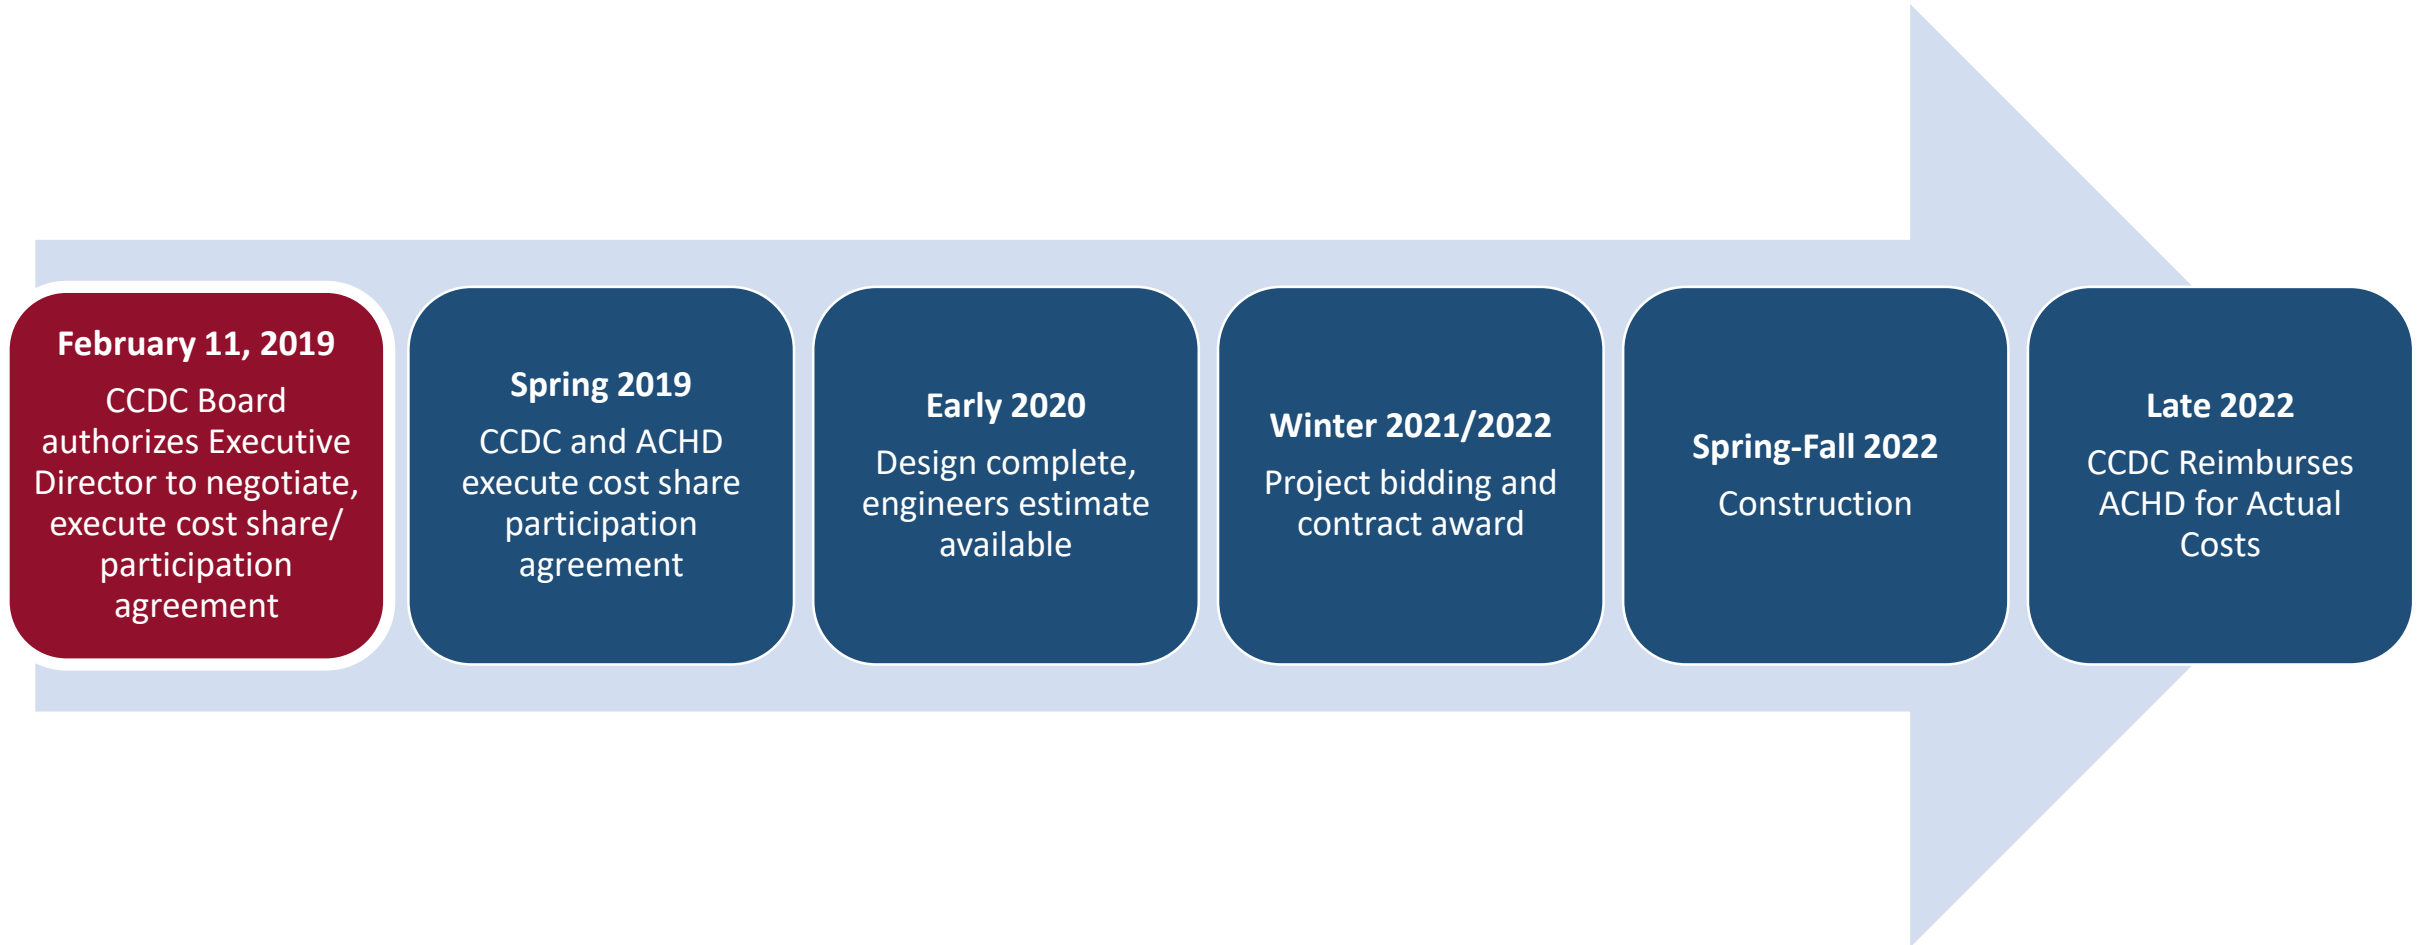 February 11, 2019
CCDC Board
authorizes Executive
Director to negotiate,
execute cost share/
participation
agreement
Spring 2019
CCDC and ACHD
execute cost share
participation
agreement
Early 2020
Design complete,
engineers estimate
available
Winter 2021/2022
Project bidding and
contract award
Spring-Fall 2022
Construction
Late 2022
CCDC Reimburses
ACHD for Actual
Costs